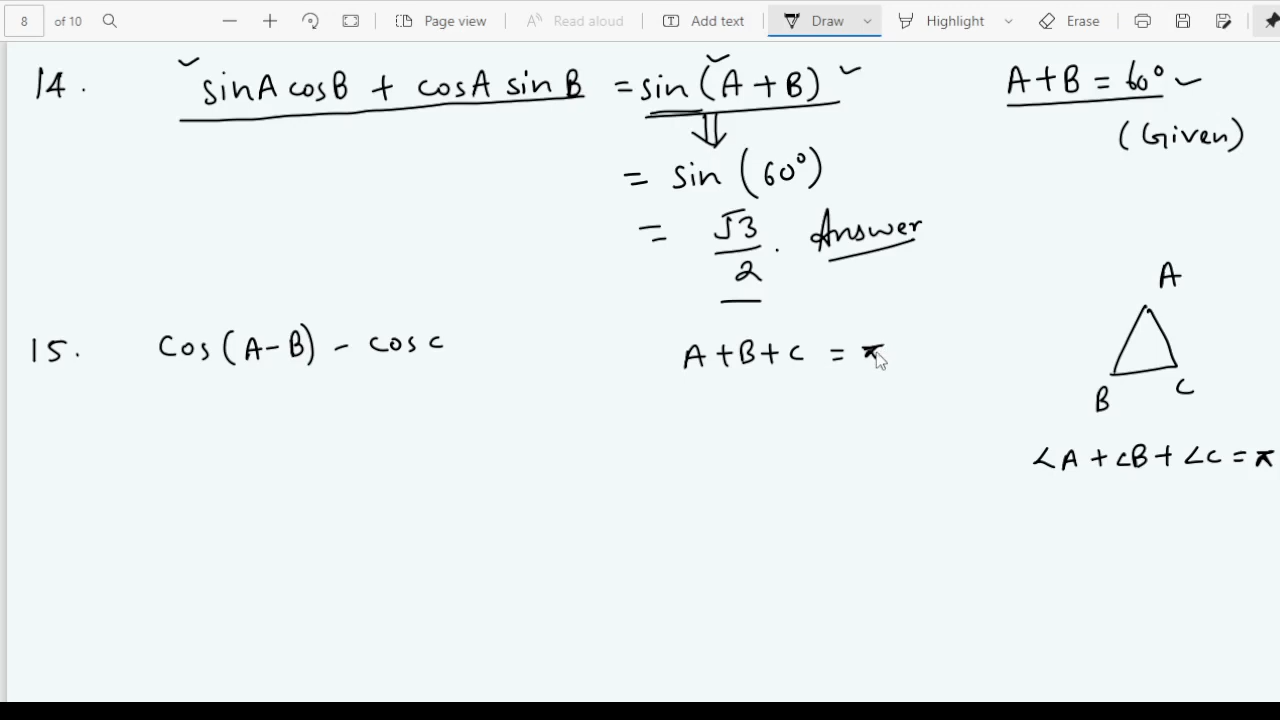 8 of 10 Page view Read aloud Add text Draw Highlight Erase
14. sinA cosB + cosA sinB = sin(A+B) A+B = 60°
(Given)
= sin (60°)
= √3/2 . Answer
A
15. cos(A-B) - cos c A+B+C = π
B C
∠A + ∠B + ∠C = π